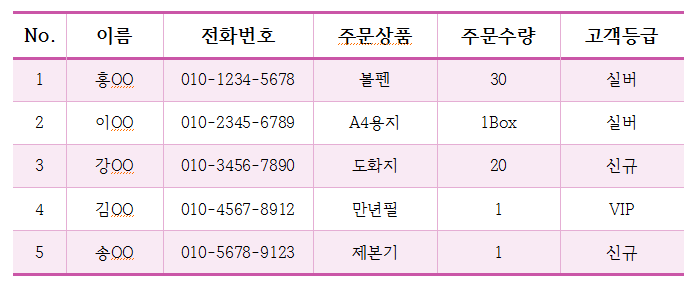 No. 이름 전화번호 주문상품 주문수량 고객등급
1 홍OO 010-1234-5678 볼펜 30 실버
2 이OO 010-2345-6789 A4용지 1Box 실버
3 강OO 010-3456-7890 도화지 20 신규
4 김OO 010-4567-8912 만년필 1 VIP
5 송OO 010-5678-9123 제본기 1 신규